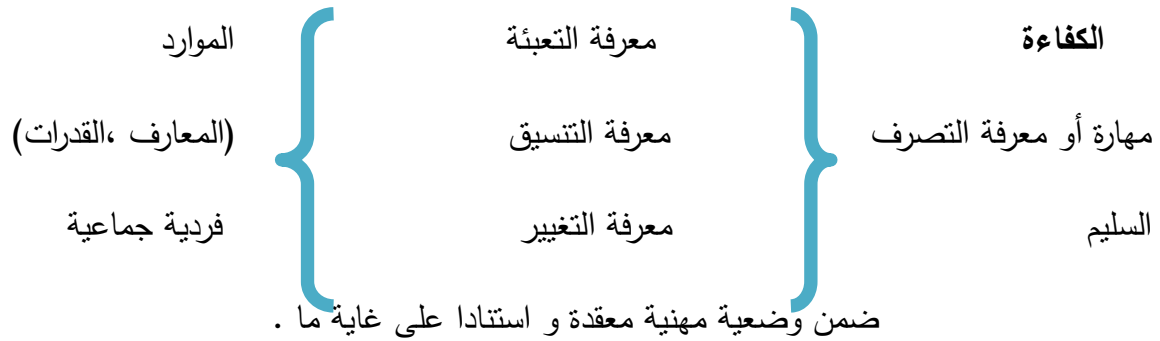 الكفاءة معرفة التعبئة الموارد
مهارة أو معرفة التصرف معرفة التنسيق (المعارف ،القدرات)
السليم معرفة التغيير فردية جماعية
ضمن وضعية مهنية معقدة و استنادا على غاية ما .